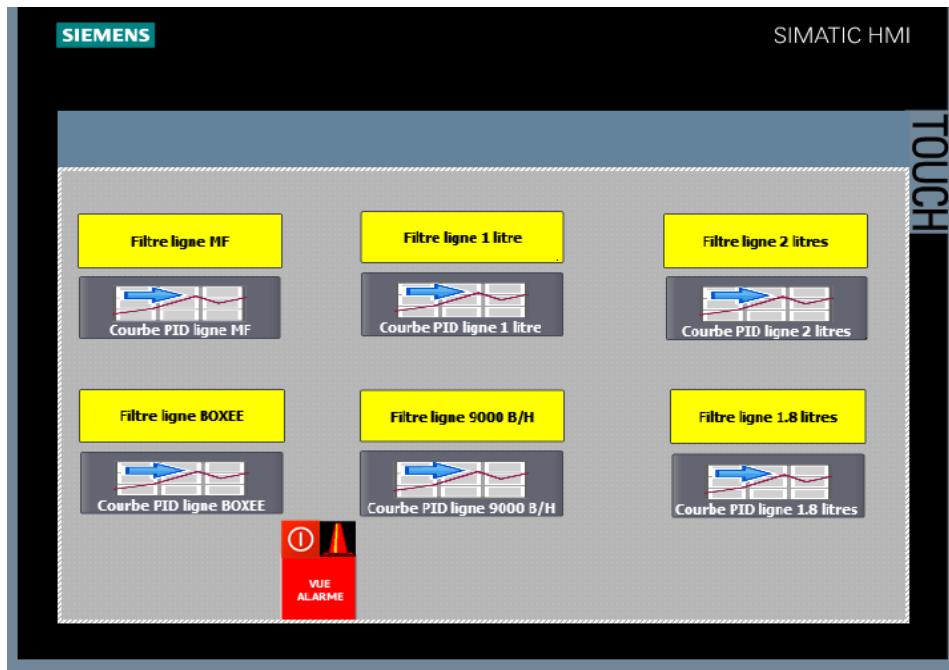 SIEMENS
SIMATIC HMI
TOUCH
Filtre ligne MF
Filtre ligne 1 litre
Filtre ligne 2 litres
Courbe PID ligne MF
Courbe PID ligne 1 litre
Courbe PID ligne 2 litres
Filtre ligne BOXEE
Filtre ligne 9000 B/H
Filtre ligne 1.8 litres
Courbe PID ligne BOXEE
Courbe PID ligne 9000 B/H
Courbe PID ligne 1.8 litres
VUE
ALARME